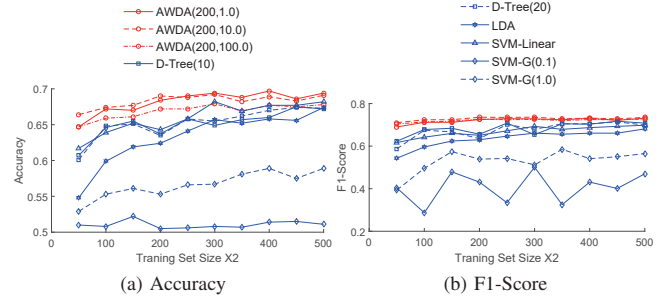 AWDA(200,1.0)
AWDA(200,10.0)
AWDA(200,100.0)
D-Tree(10)
D-Tree(20)
LDA
SVM-Linear
SVM-G(0.1)
SVM-G(1.0)
0.7
0.65
0.6
0.55
0.5
Accuracy
0 100 200 300 400 500
Traning Set Size X2
(a) Accuracy
0.8
0.6
0.4
0.2
F1-Score
0 100 200 300 400 500
Traning Set Size X2
(b) F1-Score